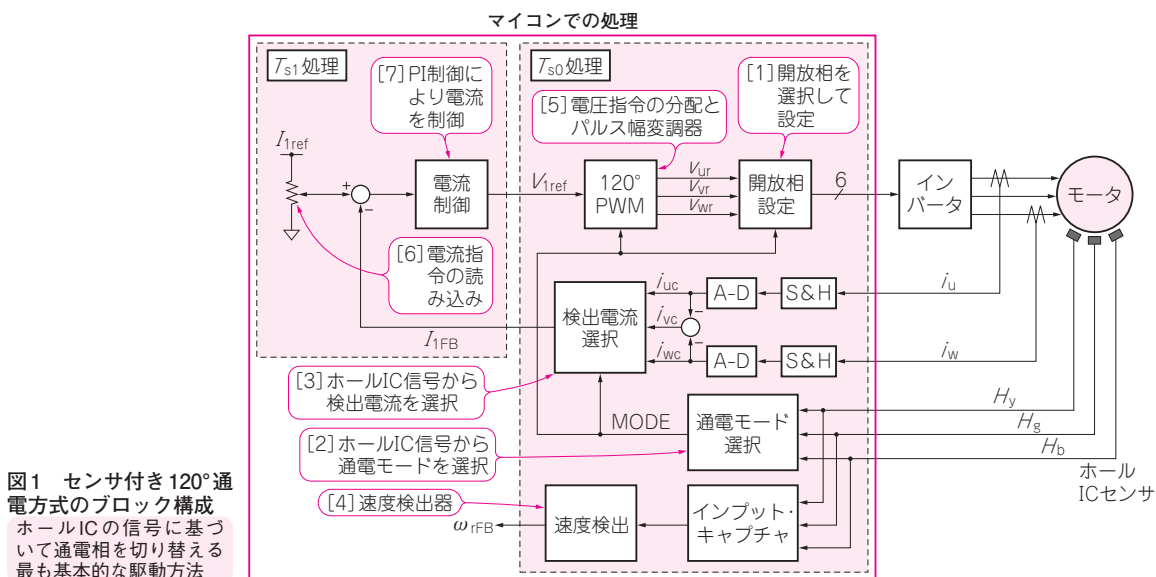 マイコンでの処理
Ts1処理
Ts0処理
[7]PI制御に
より電流
を制御
[5]電圧指令の分配と
パルス幅変調器
[1]開放相を
選択して
設定
I1ref
+
-
電流
制御
V1ref
120°
PWM
Vur
Vvr
Vwr
開放相
設定
6
イン
バータ
モータ
[6]電流指
令の読
み込み
I1FB
検出電流
選択
iuc
ivc
iwc
-
-
A-D
S&H
iu
A-D
S&H
iw
[3]ホールIC信号から
検出電流を選択
MODE
通電モード
選択
Hy
Hg
Hb
ホール
ICセンサ
[2]ホールIC信号から
通電モードを選択
[4]速度検出器
ωrFB
速度検出
インプット・
キャプチャ
図1 センサ付き120°通
電方式のブロック構成
ホールICの信号に基づ
いて通電相を切り替える
最も基本的な駆動方法